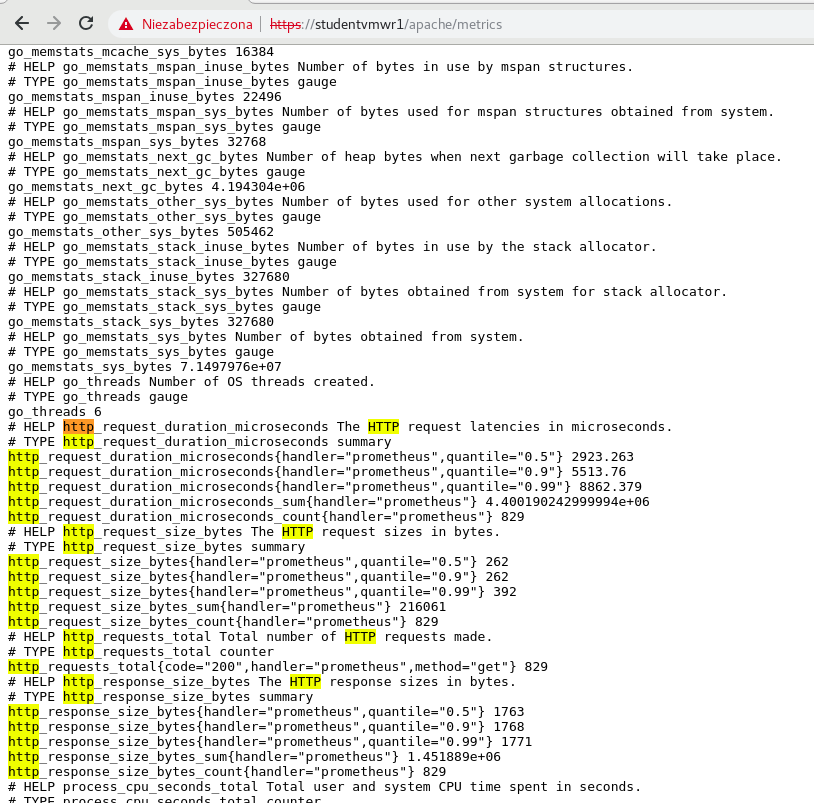 Niezabezpieczona | https://studentvmwr1/apache/metrics
go_memstats_mcache_sys_bytes 16384
# HELP go_memstats_mspan_inuse_bytes Number of bytes in use by mspan structures.
# TYPE go_memstats_mspan_inuse_bytes gauge
go_memstats_mspan_inuse_bytes 22496
# HELP go_memstats_mspan_sys_bytes Number of bytes used for mspan structures obtained from system.
# TYPE go_memstats_mspan_sys_bytes gauge
go_memstats_mspan_sys_bytes 32768
# HELP go_memstats_next_gc_bytes Number of heap bytes when next garbage collection will take place.
# TYPE go_memstats_next_gc_bytes gauge
go_memstats_next_gc_bytes 4.194304e+06
# HELP go_memstats_other_sys_bytes Number of bytes used for other system allocations.
# TYPE go_memstats_other_sys_bytes gauge
go_memstats_other_sys_bytes 505462
# HELP go_memstats_stack_inuse_bytes Number of bytes in use by the stack allocator.
# TYPE go_memstats_stack_inuse_bytes gauge
go_memstats_stack_inuse_bytes 327680
# HELP go_memstats_stack_sys_bytes Number of bytes obtained from system for stack allocator.
# TYPE go_memstats_stack_sys_bytes gauge
go_memstats_stack_sys_bytes 327680
# HELP go_memstats_sys_bytes Number of bytes obtained from system.
# TYPE go_memstats_sys_bytes gauge
go_memstats_sys_bytes 7.1497976e+07
# HELP go_threads Number of OS threads created.
# TYPE go_threads gauge
go_threads 6
# HELP http_request_duration_microseconds The HTTP request latencies in microseconds.
# TYPE http_request_duration_microseconds summary
http_request_duration_microseconds{handler="prometheus",quantile="0.5"} 2923.263
http_request_duration_microseconds{handler="prometheus",quantile="0.9"} 5513.76
http_request_duration_microseconds{handler="prometheus",quantile="0.99"} 8862.379
http_request_duration_microseconds_sum{handler="prometheus"} 4.400190242999994e+06
http_request_duration_microseconds_count{handler="prometheus"} 829
# HELP http_request_size_bytes The HTTP request sizes in bytes.
# TYPE http_request_size_bytes summary
http_request_size_bytes{handler="prometheus",quantile="0.5"} 262
http_request_size_bytes{handler="prometheus",quantile="0.9"} 262
http_request_size_bytes{handler="prometheus",quantile="0.99"} 392
http_request_size_bytes_sum{handler="prometheus"} 216061
http_request_size_bytes_count{handler="prometheus"} 829
# HELP http_requests_total Total number of HTTP requests made.
# TYPE http_requests_total counter
http_requests_total{code="200",handler="prometheus",method="get"} 829
# HELP http_response_size_bytes The HTTP response sizes in bytes.
# TYPE http_response_size_bytes summary
http_response_size_bytes{handler="prometheus",quantile="0.5"} 1763
http_response_size_bytes{handler="prometheus",quantile="0.9"} 1768
http_response_size_bytes{handler="prometheus",quantile="0.99"} 1771
http_response_size_bytes_sum{handler="prometheus"} 1.451889e+06
http_response_size_bytes_count{handler="prometheus"} 829
# HELP process_cpu_seconds_total Total user and system CPU time spent in seconds.
# TYPE process_cpu_seconds_total counter